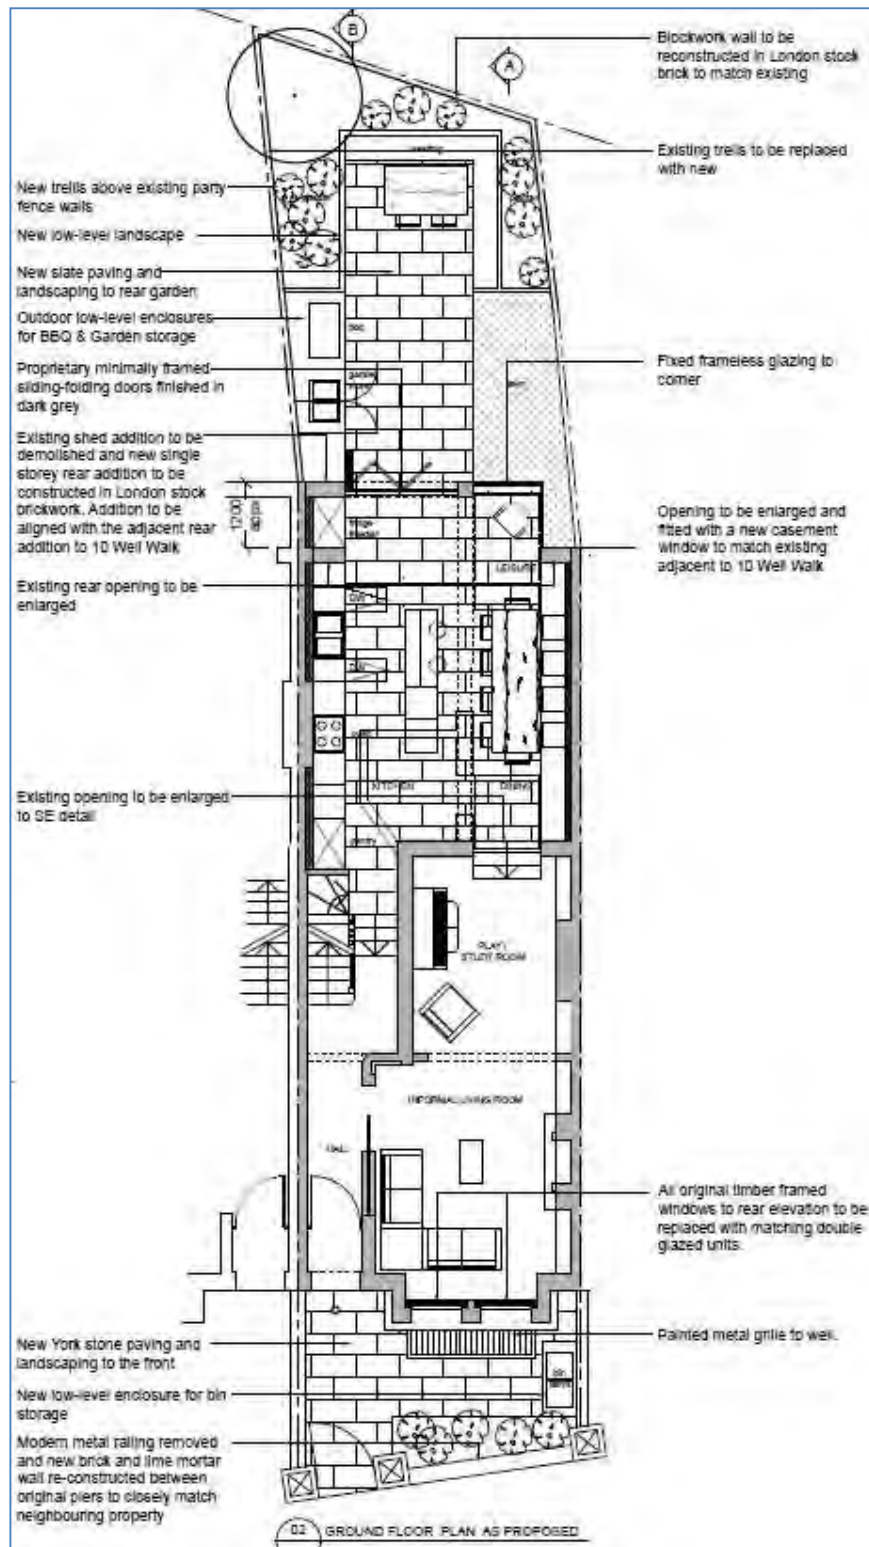 B
A
Blockwork wall to be
reconstructed in London stock
brick to match existing
Existing trellis to be replaced
with new
New trellis above existing party
fence walls
New low-level landscape
New slate paving and
landscaping to rear garden
Outdoor low-level enclosures
for BBQ & Garden storage
Proprietary minimally framed
sliding-folding doors finished in
dark grey
Fixed frameless glazing to
corner
Existing shed addition to be
demolished and new single
storey rear addition to be
constructed in London stock
brickwork. Addition to be
aligned with the adjacent rear
addition to 10 Well Walk
Opening to be enlarged and
fitted with a new casement
window to match existing
adjacent to 10 Well Walk
LEISURE
Existing rear opening to be
enlarged
KITCHEN
DINING
Existing opening to be enlarged
to SE detail
PLAY/
STUDY ROOM
INFORMAL LIVING ROOM
HALL
All original timber framed
windows to rear elevation to be
replaced with matching double
glazed units.
Painted metal grille to well.
New York stone paving and
landscaping to the front
bin
New low-level enclosure for bin
storage
Modern metal railing removed
and new brick and lime mortar
wall re-constructed between
original piers to closely match
neighbouring property
02 GROUND FLOOR PLAN AS PROPOSED